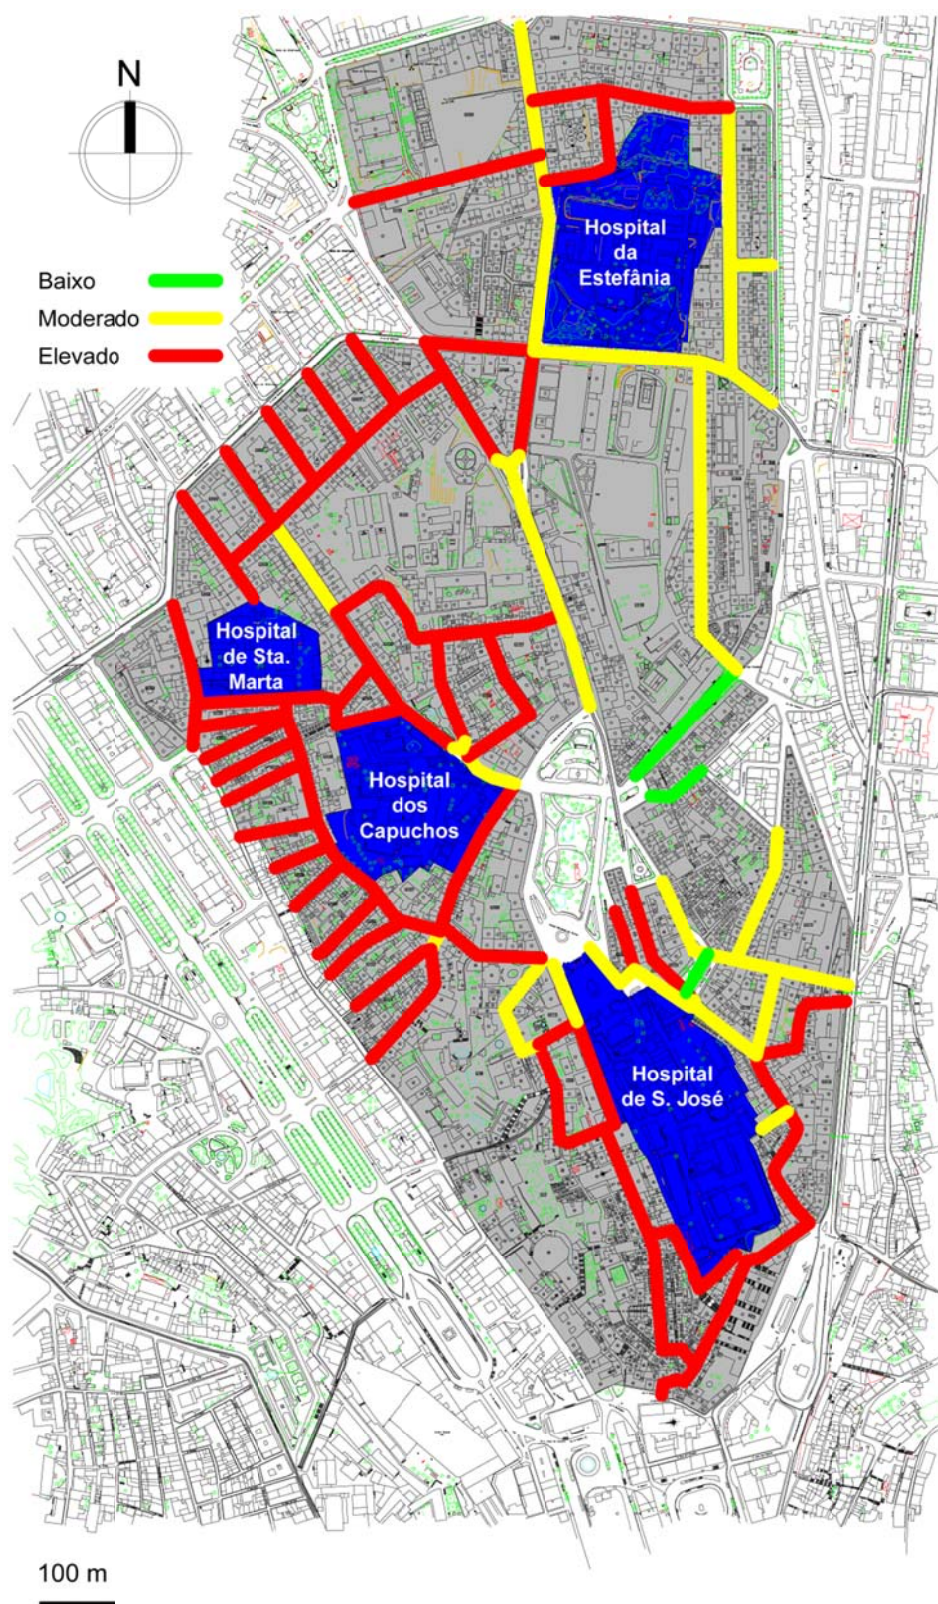 N
Baixo
Moderado
Elevado
Hospital
da
Estefânia
Hospital
de Sta.
Marta
Hospital
dos
Capuchos
Hospital
de S. José
100 m